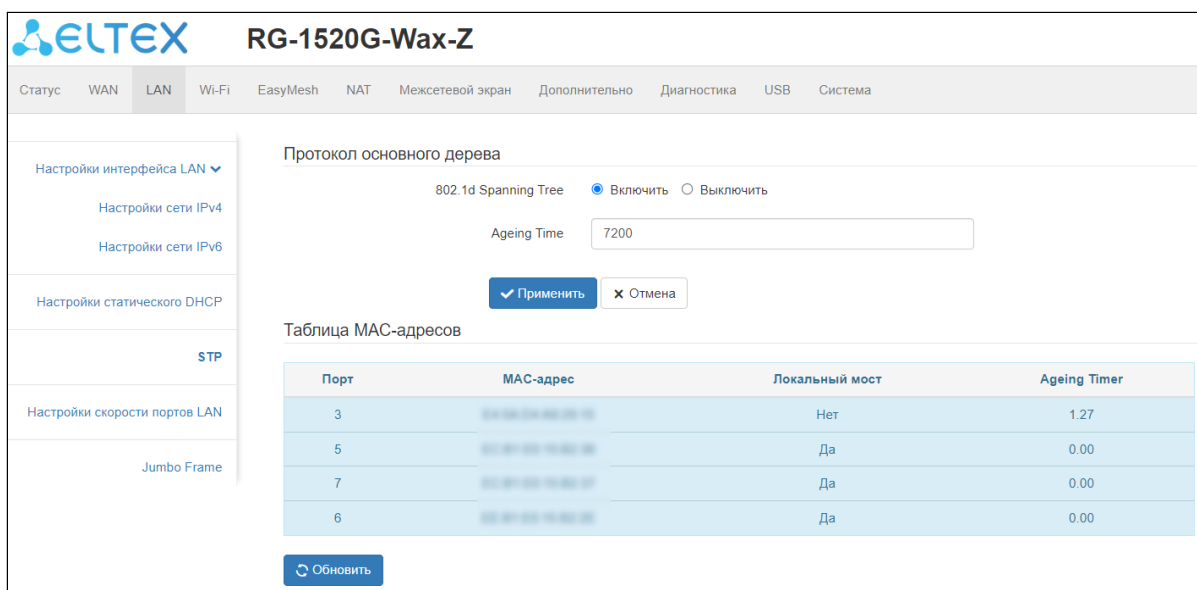 ELTEX RG-1520G-Wax-Z
Статус WAN LAN Wi-Fi EasyMesh NAT Межсетевой экран Дополнительно Диагностика USB Система
Настройки интерфейса LAN
Настройки сети IPv4
Настройки сети IPv6
Настройки статического DHCP
STP
Настройки скорости портов LAN
Jumbo Frame
Протокол основного дерева
802.1d Spanning Tree Включить Выключить
Ageing Time 7200
Применить Отмена
Таблица MAC-адресов
Порт MAC-адрес Локальный мост Ageing Timer
3 Нет 1.27
5 Да 0.00
7 Да 0.00
6 Да 0.00
Обновить